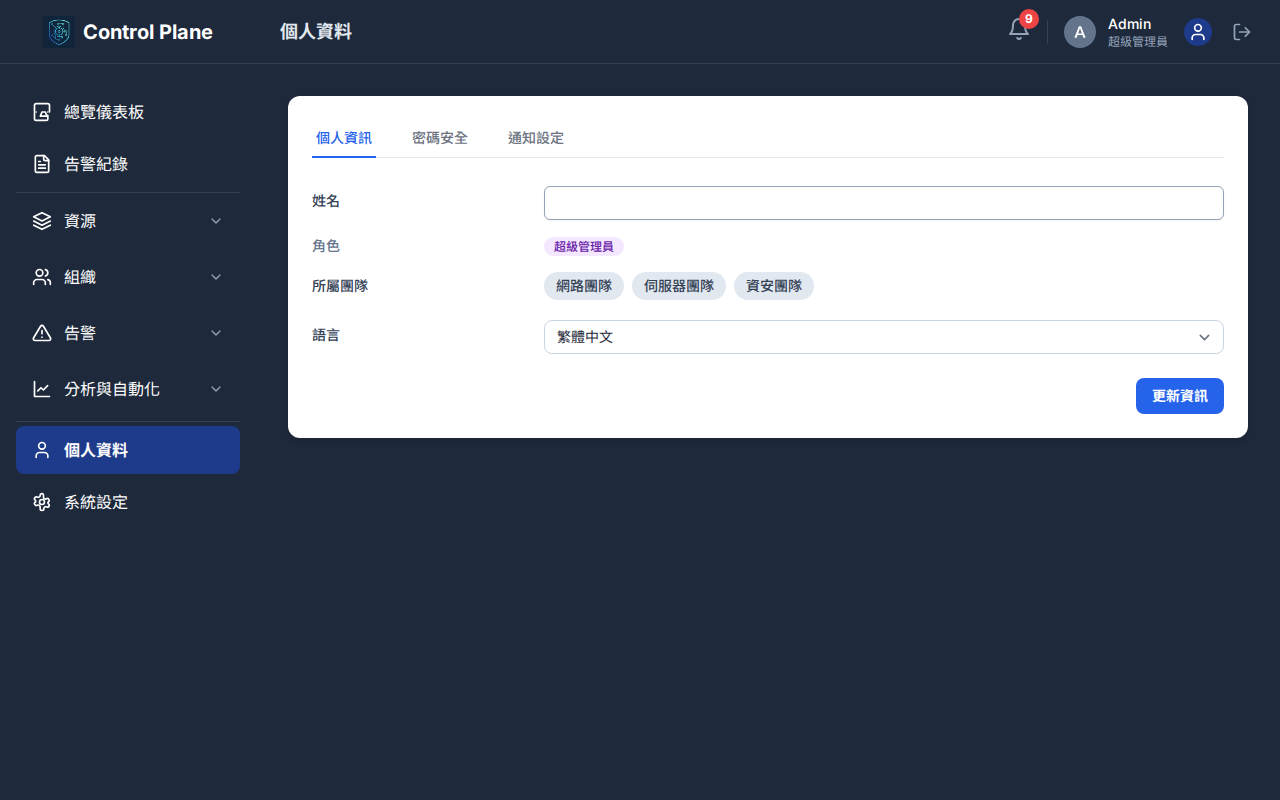 Control Plane
個人資料
9
A
Admin
超級管理員
總覽儀表板
告警紀錄
資源
組織
告警
分析與自動化
個人資料
系統設定
個人資訊
密碼安全
通知設定
姓名
角色
超級管理員
所屬團隊
網路團隊
伺服器團隊
資安團隊
語言
繁體中文
更新資訊